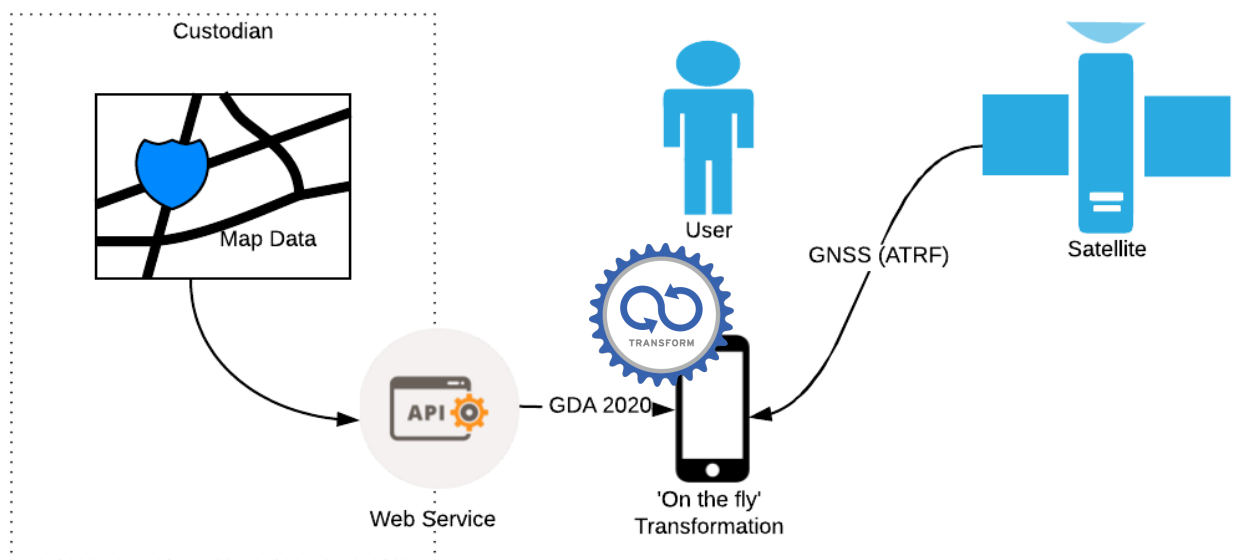 Custodian
Map Data
User
GNSS (ATRF)
Satellite
TRANSFORM
API
GDA 2020
Web Service
'On the fly'
Transformation